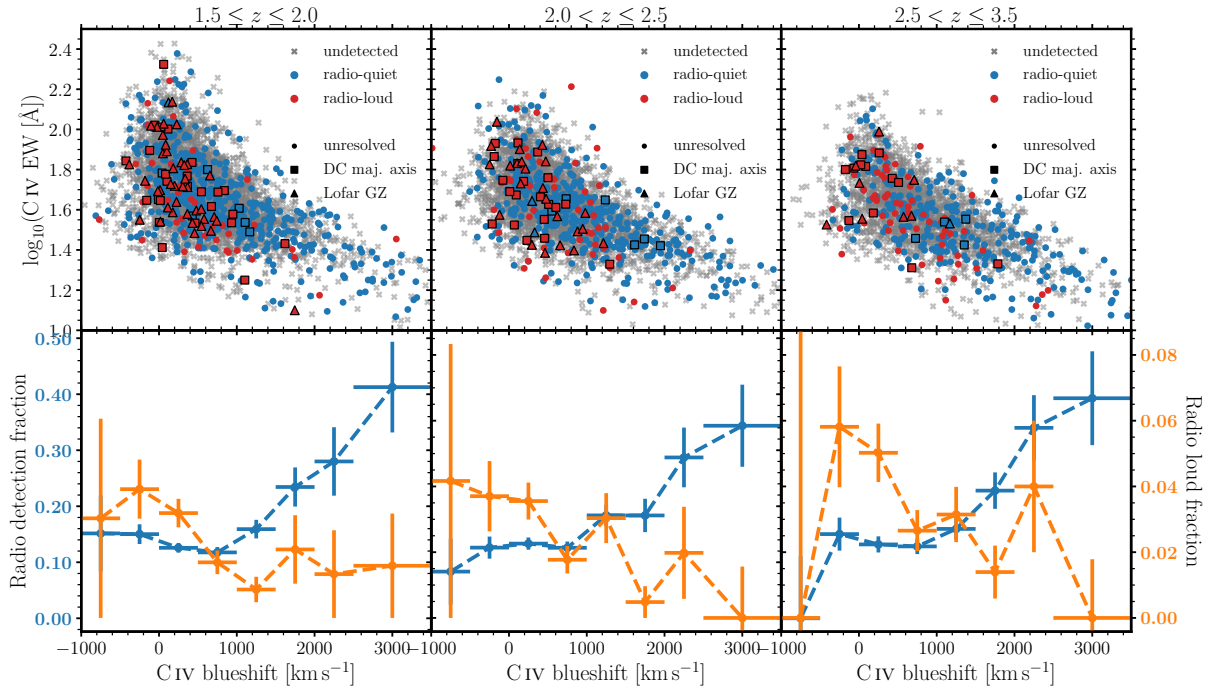 1.5 ≤ z ≤ 2.0
2.0 < z ≤ 2.5
2.5 < z ≤ 3.5
log₁₀(C IV EW [Å]
2.4
2.2
2.0
1.8
1.6
1.4
1.2
1.0
undetected
radio-quiet
radio-loud
unresolved
DC maj. axis
Lofar GZ
undetected
radio-quiet
radio-loud
unresolved
DC maj. axis
Lofar GZ
undetected
radio-quiet
radio-loud
unresolved
DC maj. axis
Lofar GZ
Radio detection fraction
0.50
0.40
0.30
0.20
0.10
0.00
0.08
0.06
0.04
0.02
0.00
Radio loud fraction
−1000 0 1000 2000 3000
0 1000 2000 3000
0 1000 2000 3000
C IV blueshift [km s⁻¹]
C IV blueshift [km s⁻¹]
C IV blueshift [km s⁻¹]